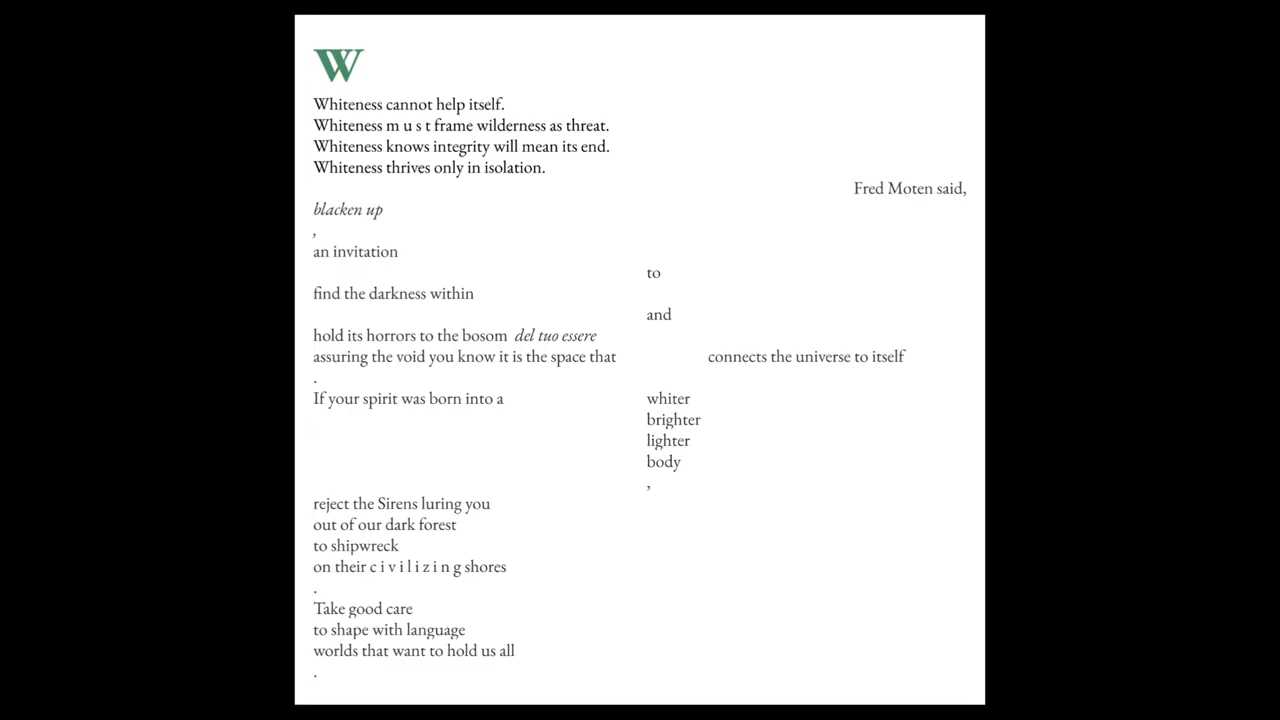 W
Whiteness cannot help itself.
Whiteness m u s t frame wilderness as threat.
Whiteness knows integrity will mean its end.
Whiteness thrives only in isolation.
Fred Moten said,
blacken up
,
an invitation
to
find the darkness within
and
hold its horrors to the bosom del tuo essere
assuring the void you know it is the space that connects the universe to itself
.
If your spirit was born into a whiter
brighter
lighter
body
,
reject the Sirens luring you
out of our dark forest
to shipwreck
on their c i v i l i z i n g shores
.
Take good care
to shape with language
worlds that want to hold us all
.